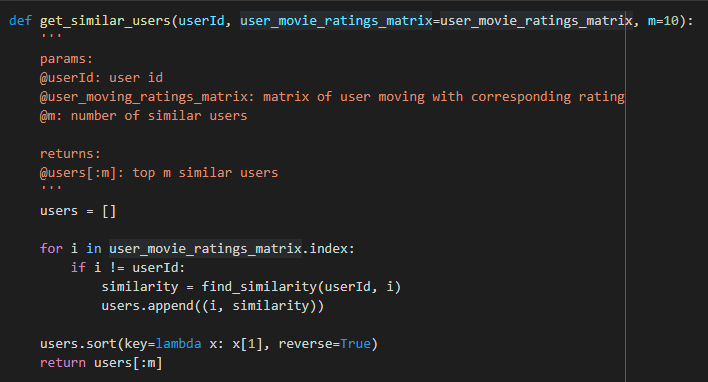 def get_similar_users(userId, user_movie_ratings_matrix=user_movie_ratings_matrix, m=10):
'''
params:
@userId: user id
@user_moving_ratings_matrix: matrix of user moving with corresponding rating
@m: number of similar users
returns:
@users[:m]: top m similar users
'''
users = []
for i in user_movie_ratings_matrix.index:
if i != userId:
similarity = find_similarity(userId, i)
users.append((i, similarity))
users.sort(key=lambda x: x[1], reverse=True)
return users[:m]